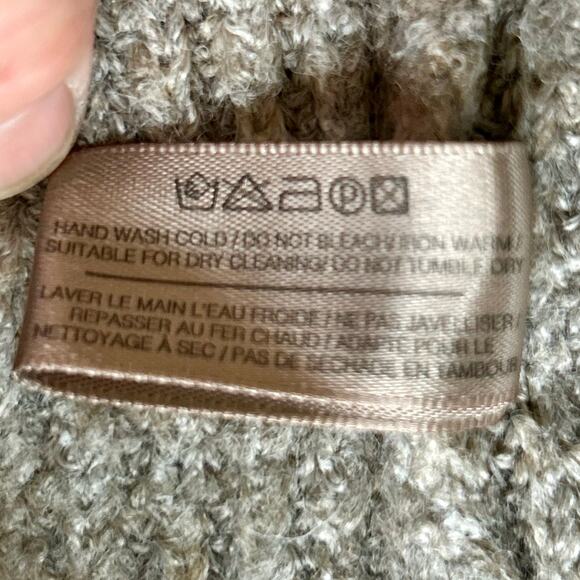 P
HAND WASH COLD / DO NOT BLEACH / IRON WARM /
SUITABLE FOR DRY CLEANING / DO NOT TUMBLE DRY
LAVER LE MAIN L'EAU FROIDE / NE PAS JAVELLISER /
REPASSER AU FER CHAUD / ADAPTE POUR LE
NETTOYAGE À SEC / PAS DE SECHAGE EN TAMBOUR